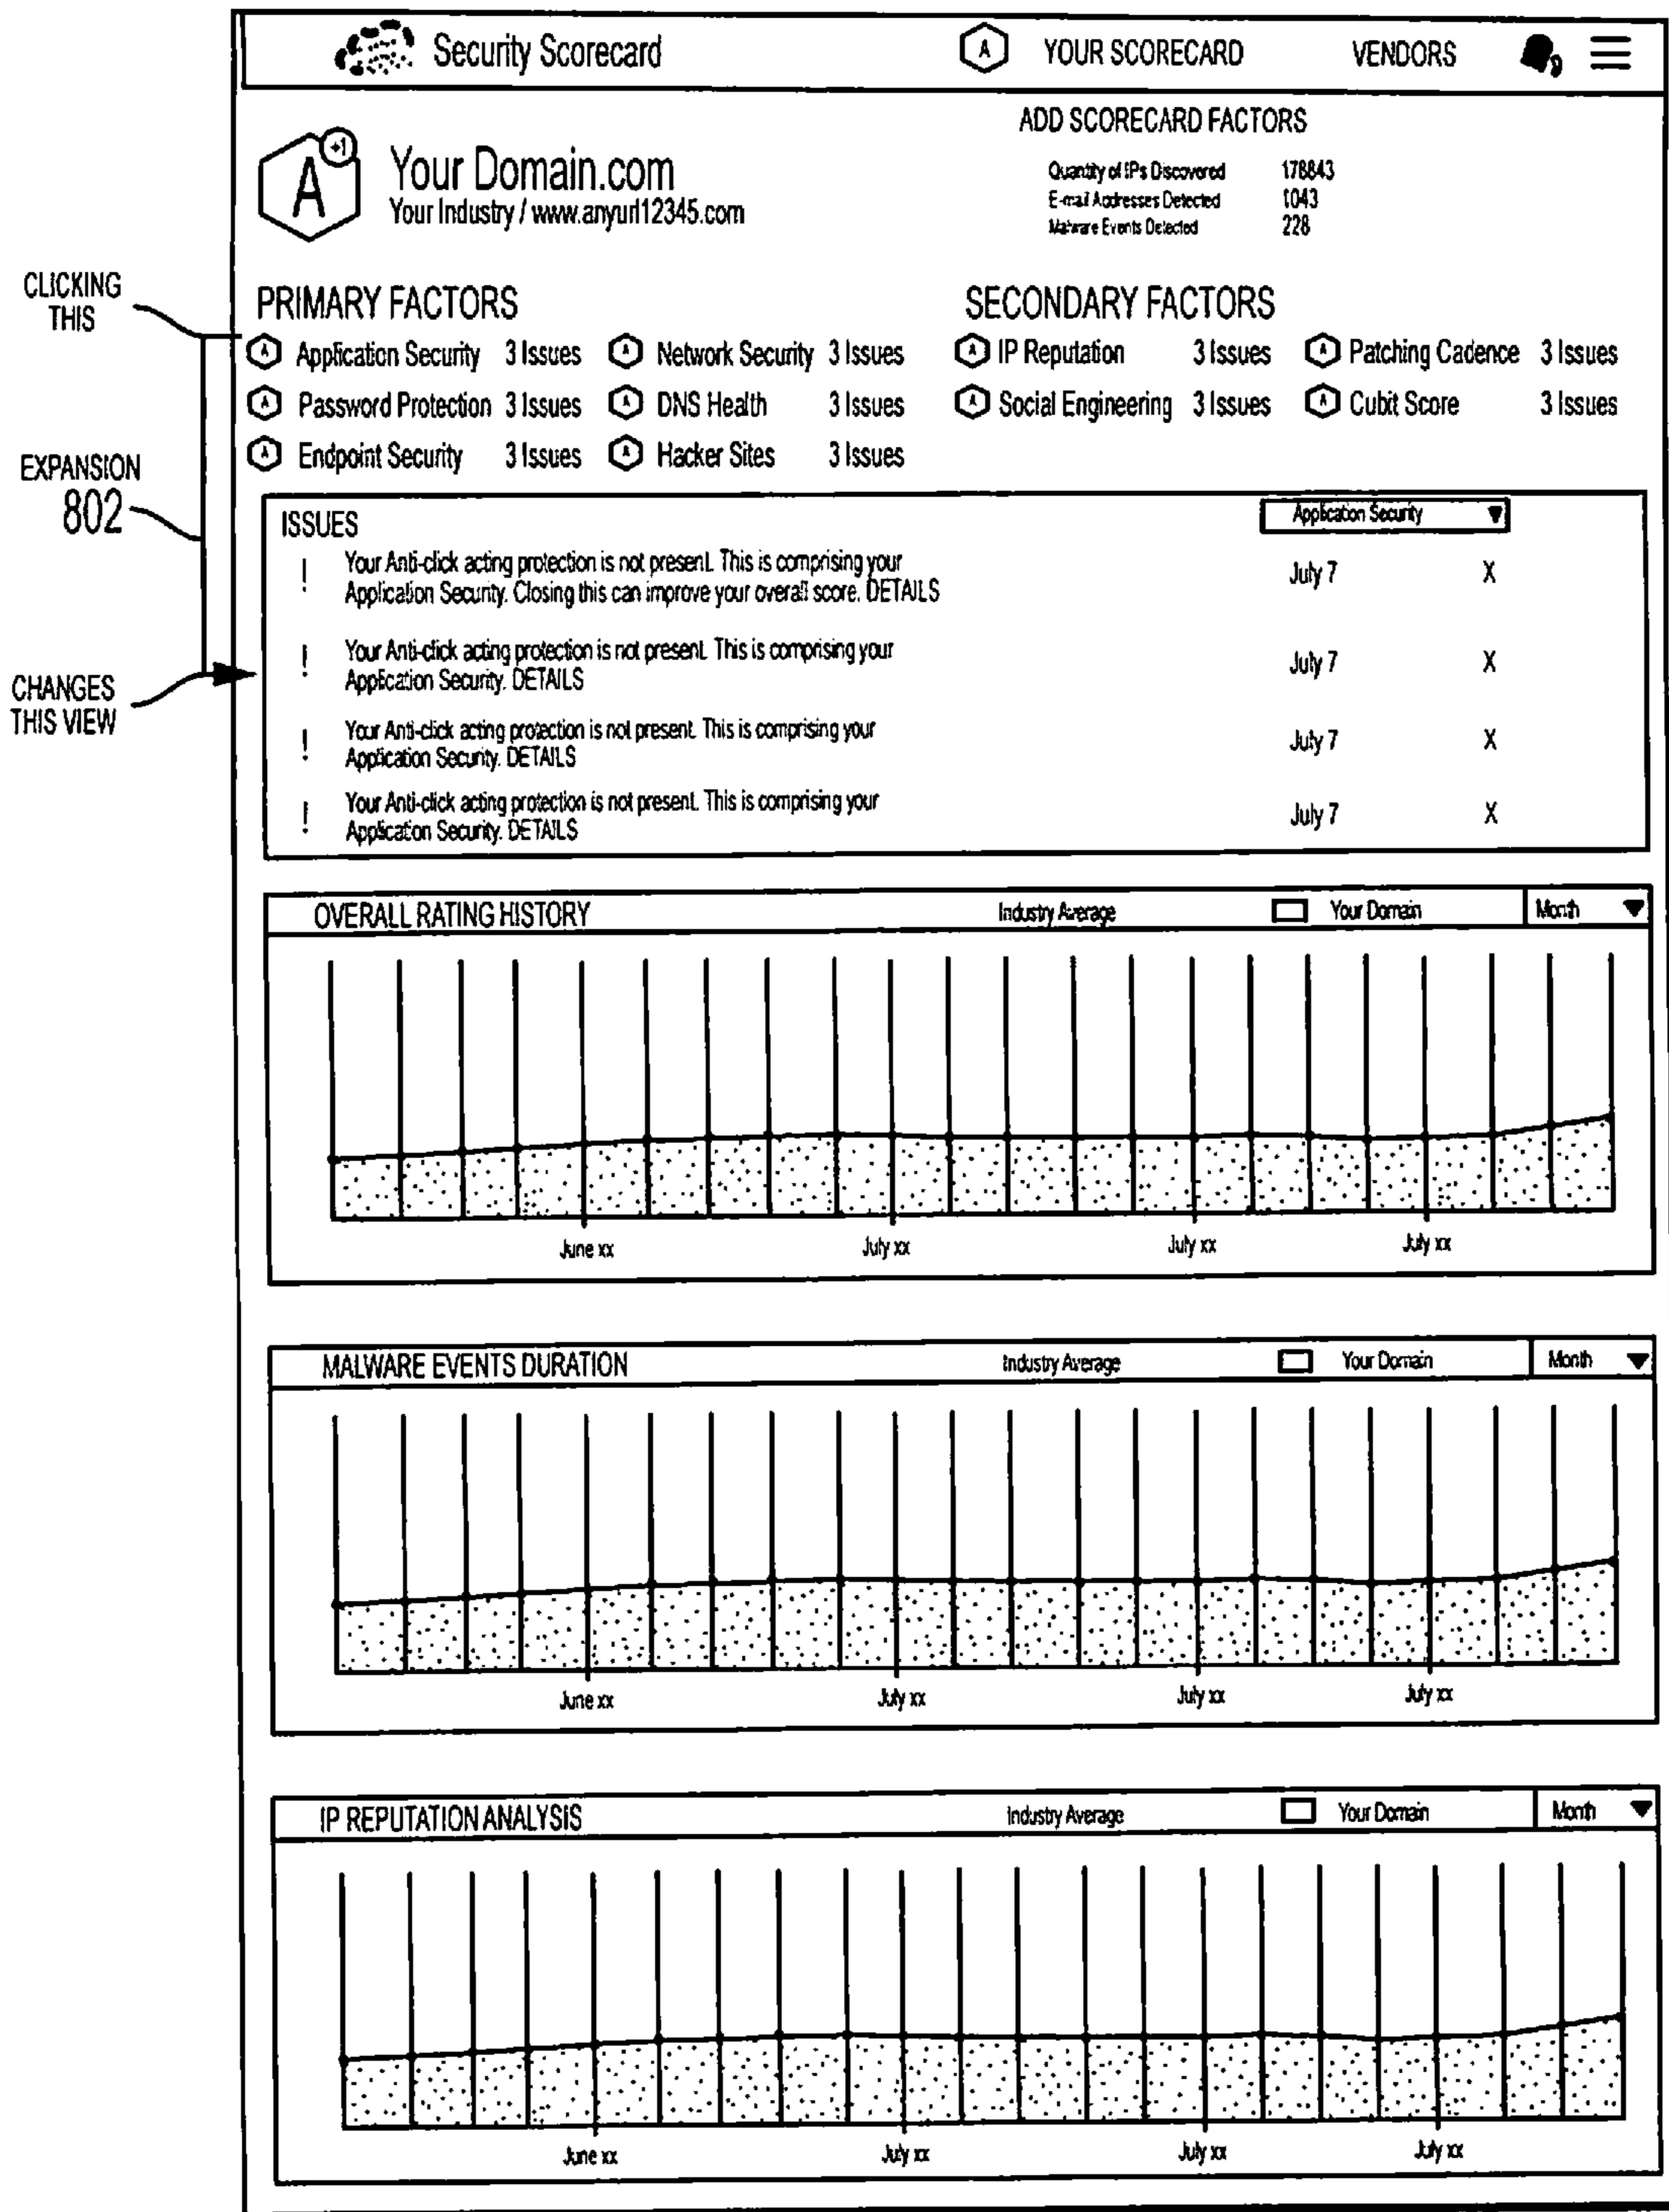 Security Scorecard
A YOUR SCORECARD VENDORS
A +1
Your Domain.com
Your Industry / www.anyurl12345.com
ADD SCORECARD FACTORS
Quantity of IPs Discovered 178843
E-mail Addresses Detected 1043
Malware Events Detected 228
CLICKING
THIS
EXPANSION
802
CHANGES
THIS VIEW
PRIMARY FACTORS
A Application Security 3 Issues A Network Security 3 Issues
A Password Protection 3 Issues A DNS Health 3 Issues
A Endpoint Security 3 Issues A Hacker Sites 3 Issues
SECONDARY FACTORS
A IP Reputation 3 Issues A Patching Cadence 3 Issues
A Social Engineering 3 Issues A Cubit Score 3 Issues
ISSUES Application Security
! Your Anti-click acting protection is not present. This is comprising your July 7 X
Application Security. Closing this can improve your overall score. DETAILS
! Your Anti-click acting protection is not present. This is comprising your July 7 X
Application Security. DETAILS
! Your Anti-click acting protection is not present. This is comprising your July 7 X
Application Security. DETAILS
! Your Anti-click acting protection is not present. This is comprising your July 7 X
Application Security. DETAILS
OVERALL RATING HISTORY Industry Average Your Domain Month
June xx July xx July xx July xx
MALWARE EVENTS DURATION Industry Average Your Domain Month
June xx July xx July xx July xx
IP REPUTATION ANALYSIS Industry Average Your Domain Month
June xx July xx July xx July xx